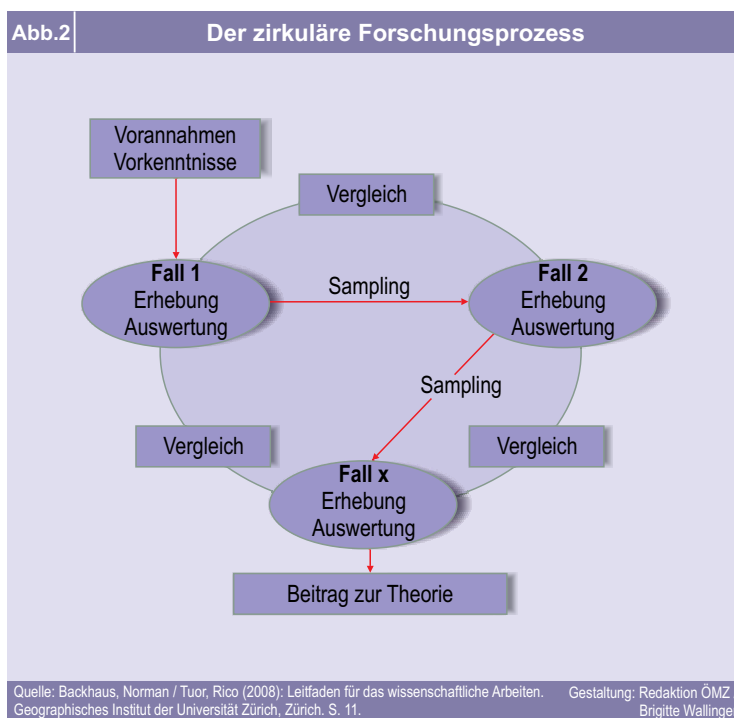 Abb.2
Der zirkuläre Forschungsprozess
Vorannahmen
Vorkenntnisse
Vergleich
Fall 1
Erhebung
Auswertung
Sampling
Fall 2
Erhebung
Auswertung
Sampling
Vergleich
Vergleich
Fall x
Erhebung
Auswertung
Beitrag zur Theorie
Quelle: Backhaus, Norman / Tuor, Rico (2008): Leitfaden für das wissenschaftliche Arbeiten.
Geographisches Institut der Universität Zürich, Zürich. S. 11.
Gestaltung: Redaktion ÖMZ
Brigitte